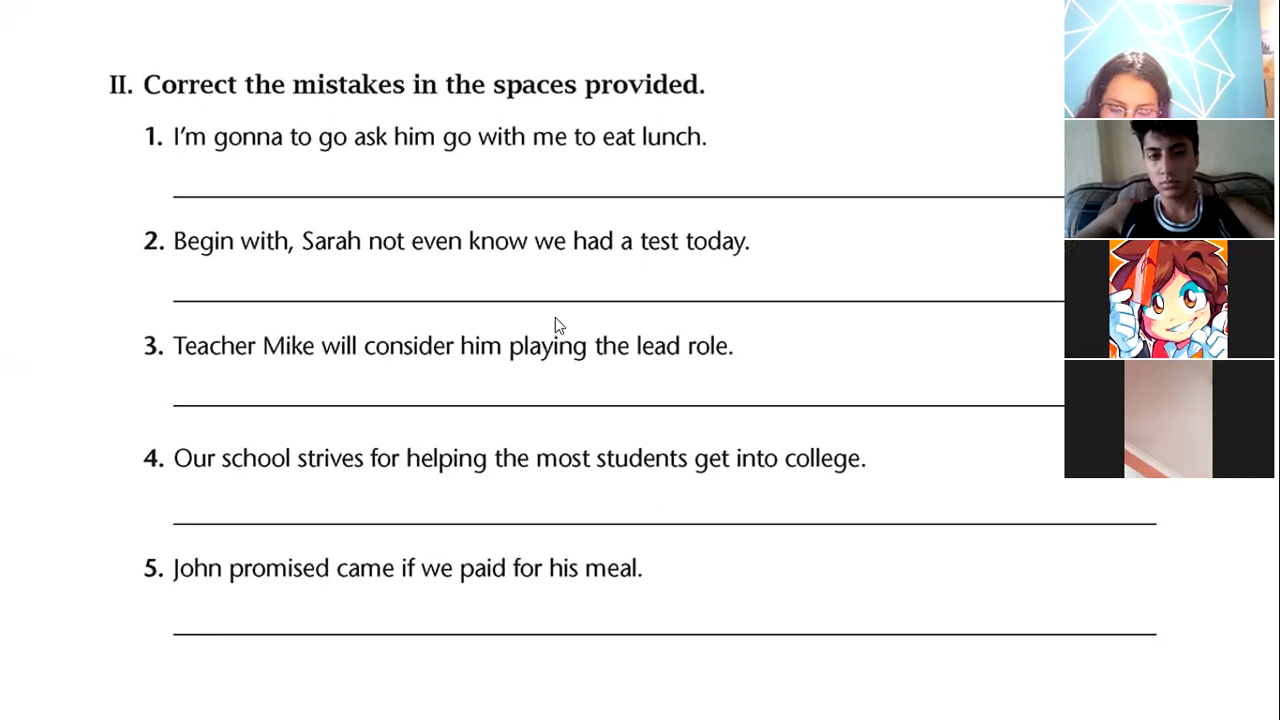 II. Correct the mistakes in the spaces provided.
1. I'm gonna to go ask him go with me to eat lunch.
2. Begin with, Sarah not even know we had a test today.
3. Teacher Mike will consider him playing the lead role.
4. Our school strives for helping the most students get into college.
5. John promised came if we paid for his meal.